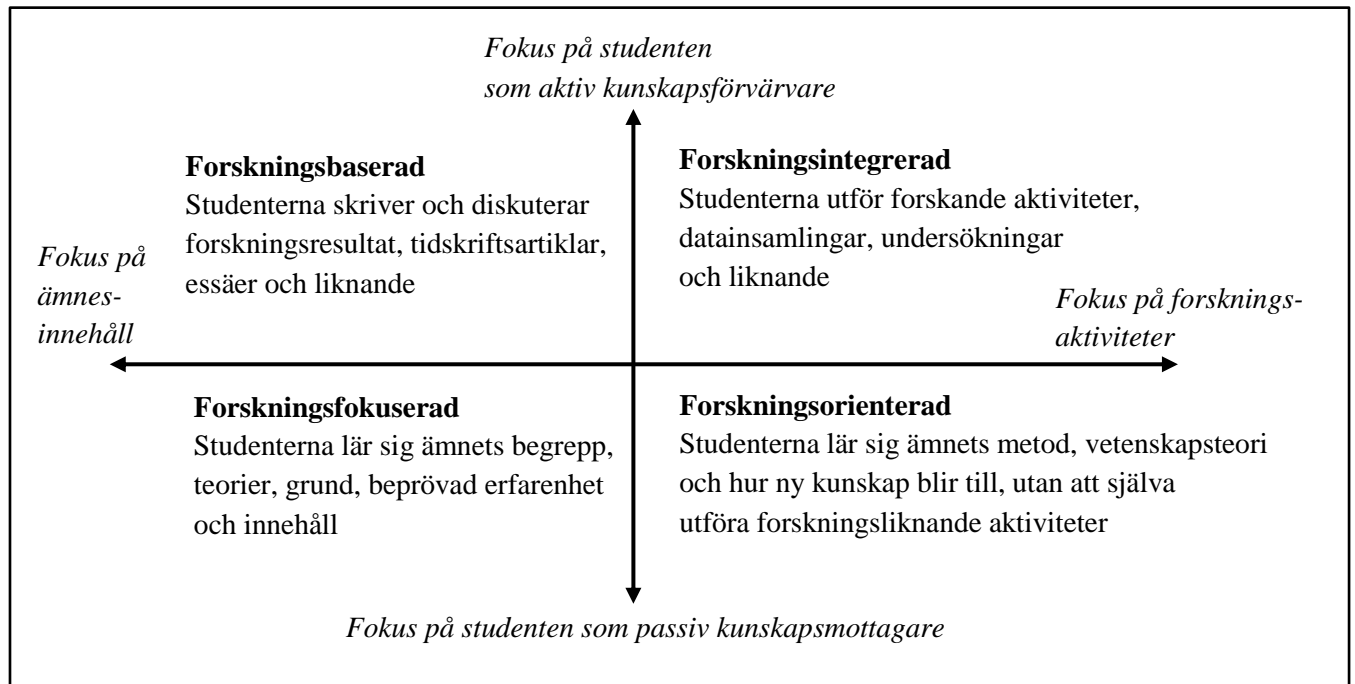 Fokus på studenten
som aktiv kunskapsförvärvare
Forskningsbaserad
Studenterna skriver och diskuterar
forskningsresultat, tidskriftsartiklar,
essäer och liknande
Forskningsintegrerad
Studenterna utför forskande aktiviteter,
datainsamlingar, undersökningar
och liknande
Fokus på
ämnes-
innehåll
Fokus på forsknings-
aktiviteter
Forskningsfokuserad
Studenterna lär sig ämnets begrepp,
teorier, grund, beprövad erfarenhet
och innehåll
Forskningsorienterad
Studenterna lär sig ämnets metod, vetenskapsteori
och hur ny kunskap blir till, utan att själva
utföra forskningsliknande aktiviteter
Fokus på studenten som passiv kunskapsmottagare